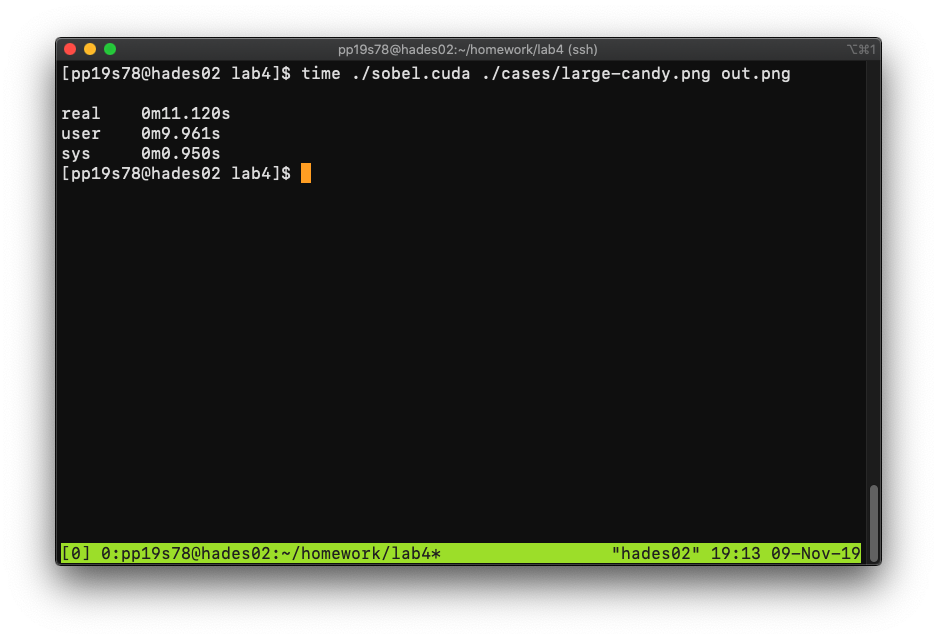 pp19s78@hades02:~/homework/lab4 (ssh) ⌥⌘1
[pp19s78@hades02 lab4]$ time ./sobel.cuda ./cases/large-candy.png out.png
real 0m11.120s
user 0m9.961s
sys 0m0.950s
[pp19s78@hades02 lab4]$
[0] 0:pp19s78@hades02:~/homework/lab4* "hades02" 19:13 09-Nov-19